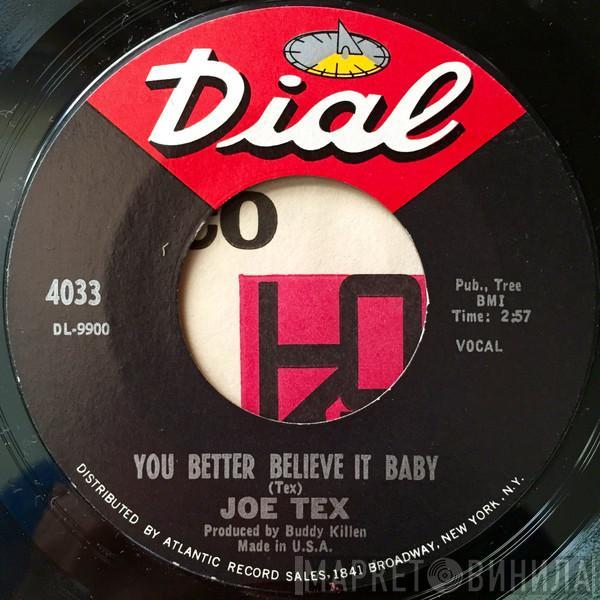 Dial
CO
4033
DL-9900
Pub., Tree
BMI
Time: 2:57
VOCAL
YOU BETTER BELIEVE IT BABY
(Tex)
JOE TEX
Produced by Buddy Killen
Made in U.S.A.
DISTRIBUTED BY ATLANTIC RECORD SALES, 1841 BROADWAY, NEW YORK, N.Y.
МАРКЕТ ВИНИЛА